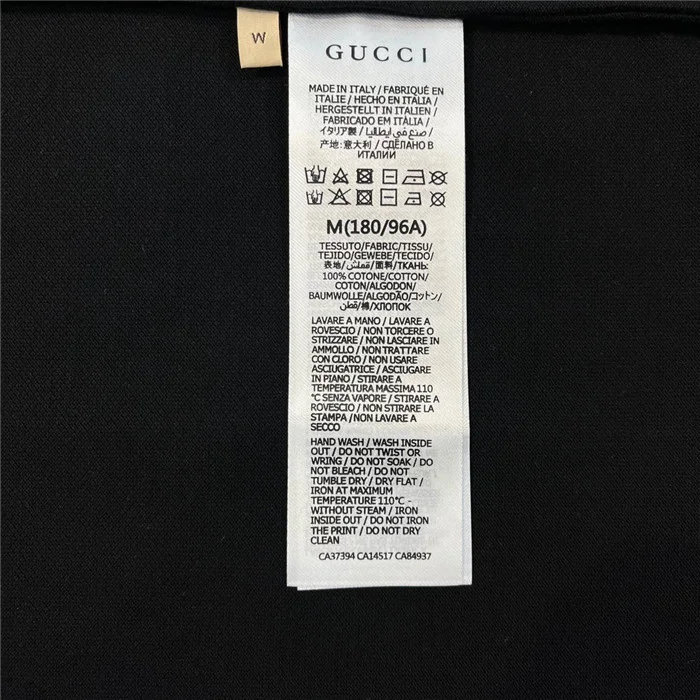 W
GUCCI
MADE IN ITALY / FABRIQUÉ EN
ITALIE / HECHO EN ITALIA /
HERGESTELLT IN ITALIEN /
FABRICADO EM ITÀLIA /
イタリア製 / صنع في ايطاليا /
产地: 意大利 / СДЕЛАНО В
ИТАЛИИ
M(180/96A)
TESSUTO/FABRIC/TISSU/
TEJIDO/GEWEBE/TECIDO/
表地/قماش/面料/ТКАНЬ:
100% COTONE/COTTON/
COTON/ALGODON/
BAUMWOLLE/ALGODÃO/コットン/
قطن/棉/ХЛОПОК
LAVARE A MANO / LAVARE A
ROVESCIO / NON TORCERE O
STRIZZARE / NON LASCIARE IN
AMMOLLO / NON TRATTARE
CON CLORO / NON USARE
ASCIUGATRICE / ASCIUGARE
IN PIANO / STIRARE A
TEMPERATURA MASSIMA 110
°C SENZA VAPORE / STIRARE A
ROVESCIO / NON STIRARE LA
STAMPA /NON LAVARE A
SECCO
HAND WASH / WASH INSIDE
OUT / DO NOT TWIST OR
WRING / DO NOT SOAK / DO
NOT BLEACH / DO NOT
TUMBLE DRY / DRY FLAT /
IRON AT MAXIMUM
TEMPERATURE 110°C -
WITHOUT STEAM / IRON
INSIDE OUT / DO NOT IRON
THE PRINT / DO NOT DRY
CLEAN
CA37394 CA14517 CA84937